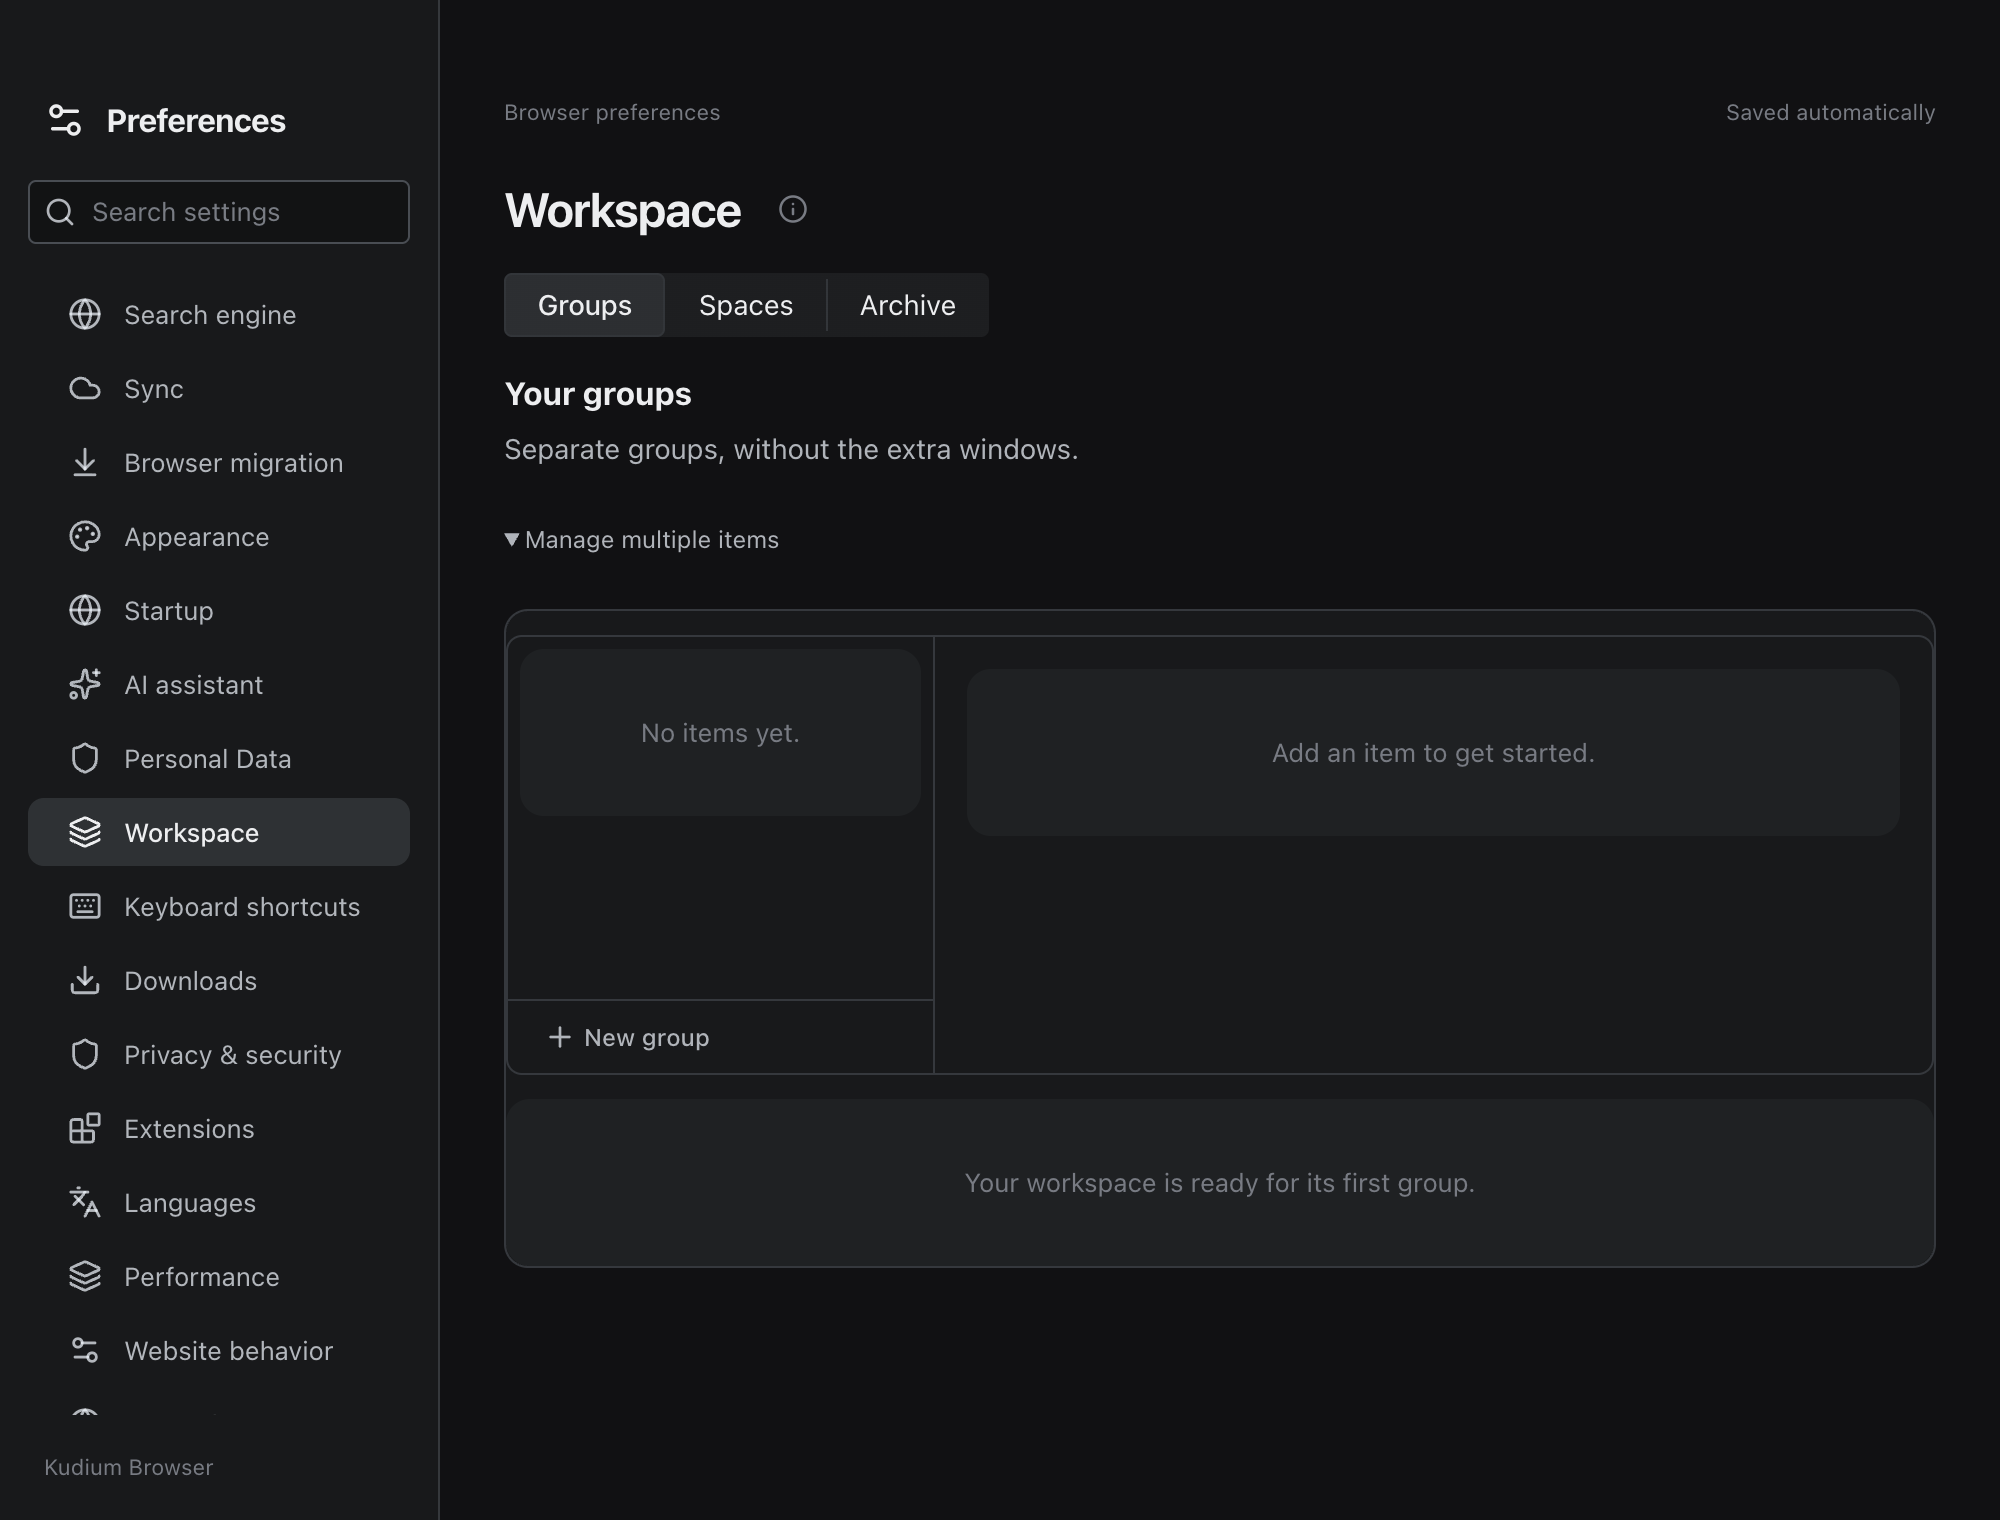 Preferences
Search settings
Search engine
Sync
Browser migration
Appearance
Startup
AI assistant
Personal Data
Workspace
Keyboard shortcuts
Downloads
Privacy & security
Extensions
Languages
Performance
Website behavior
Kudium Browser
Browser preferences
Saved automatically
Workspace
Groups
Spaces
Archive
Your groups
Separate groups, without the extra windows.
Manage multiple items
No items yet.
Add an item to get started.
New group
Your workspace is ready for its first group.